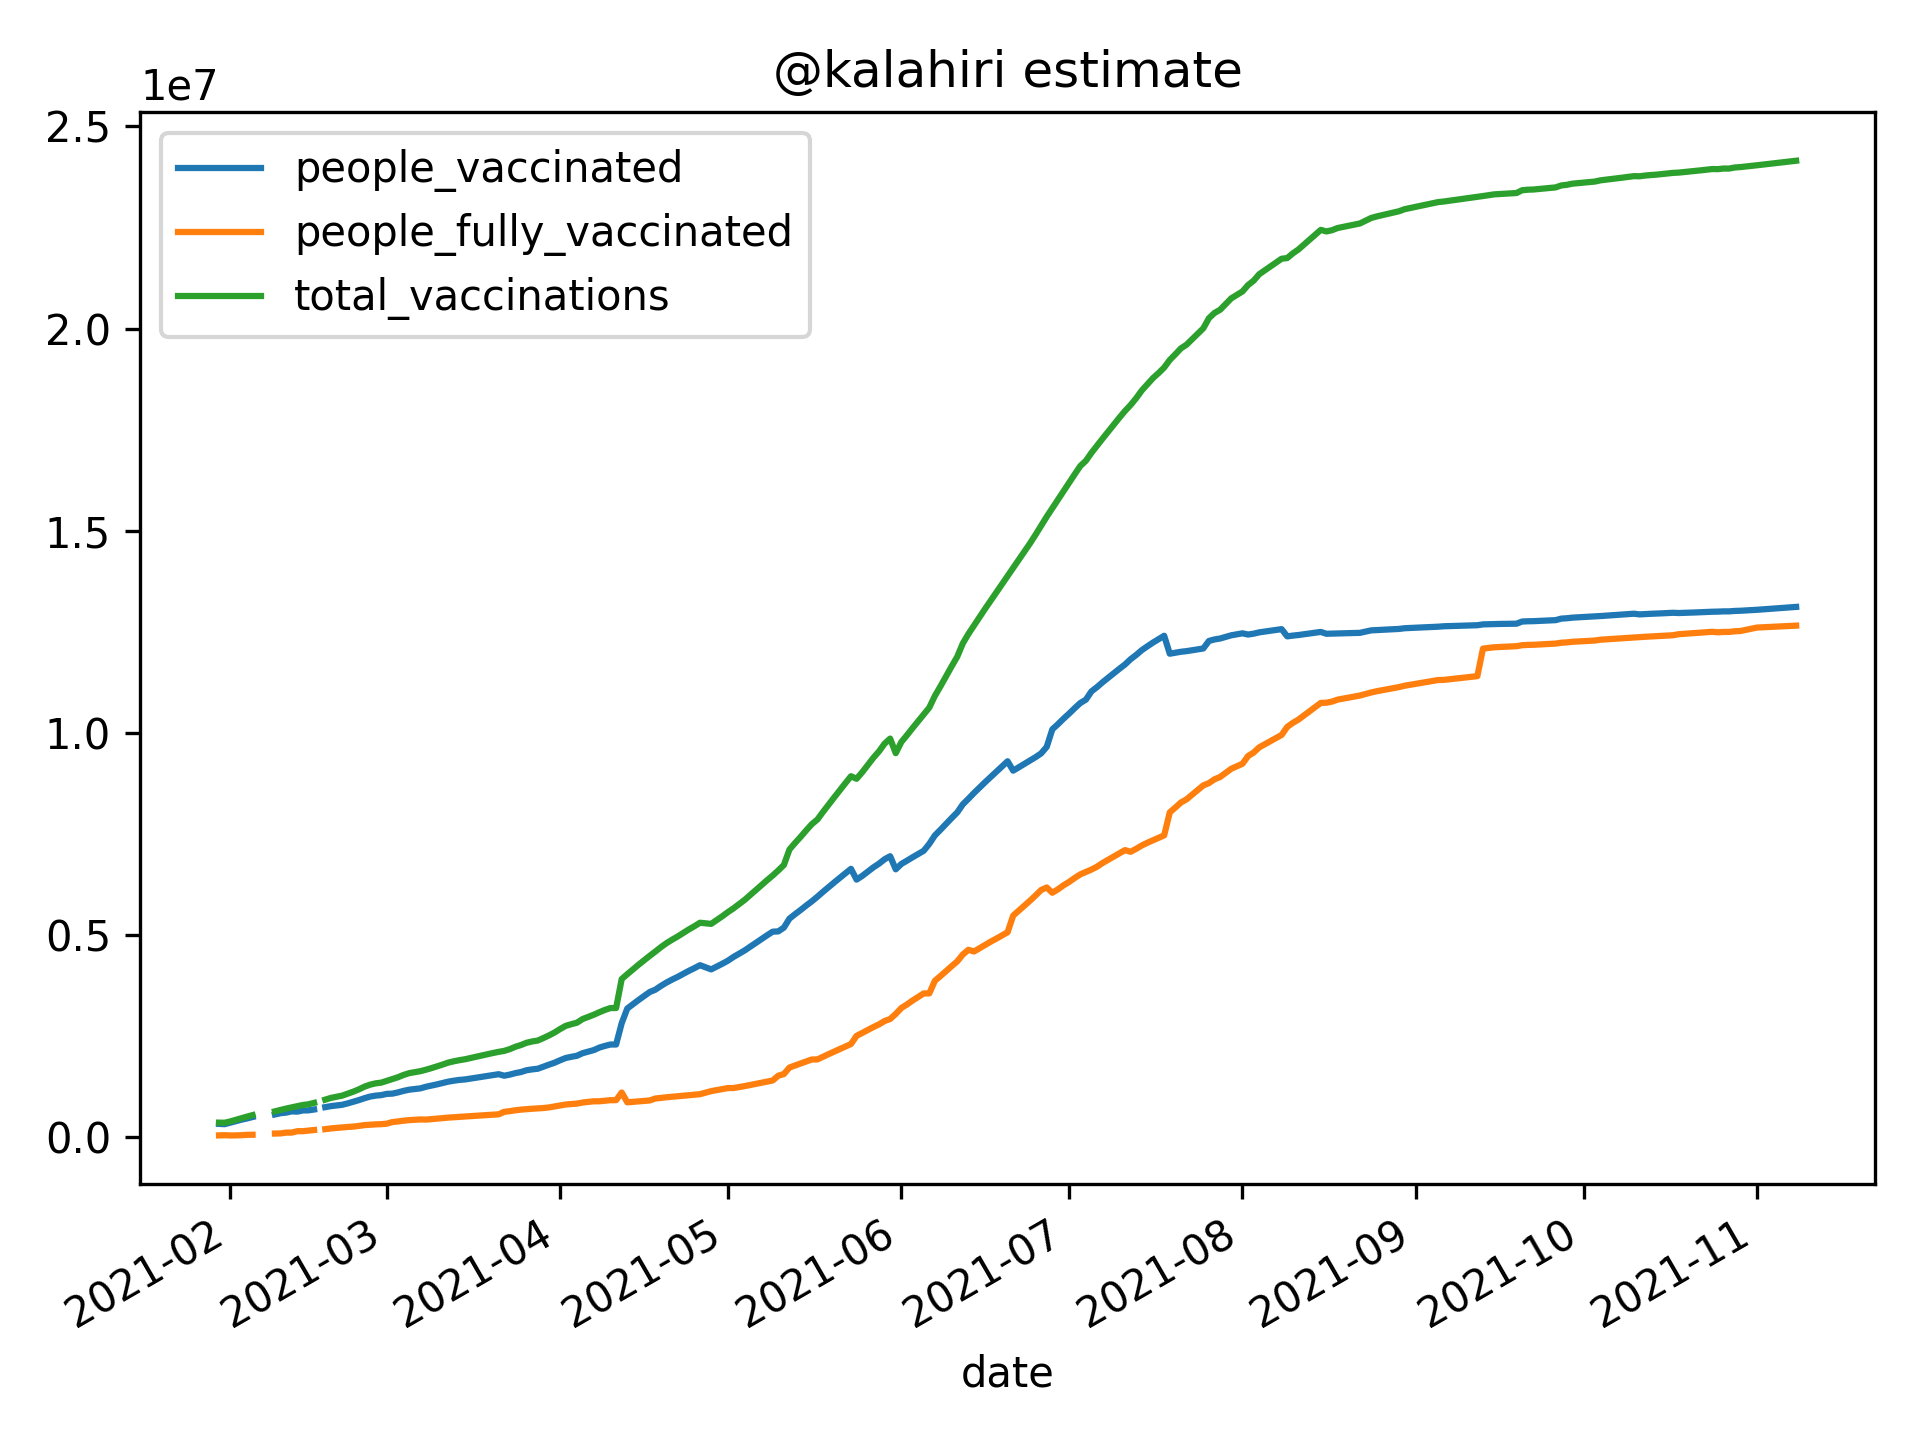 @kalahiri estimate
1e7
2.5
2.0
1.5
1.0
0.5
0.0
people_vaccinated
people_fully_vaccinated
total_vaccinations
2021-02
2021-03
2021-04
2021-05
2021-06
2021-07
2021-08
2021-09
2021-10
2021-11
date